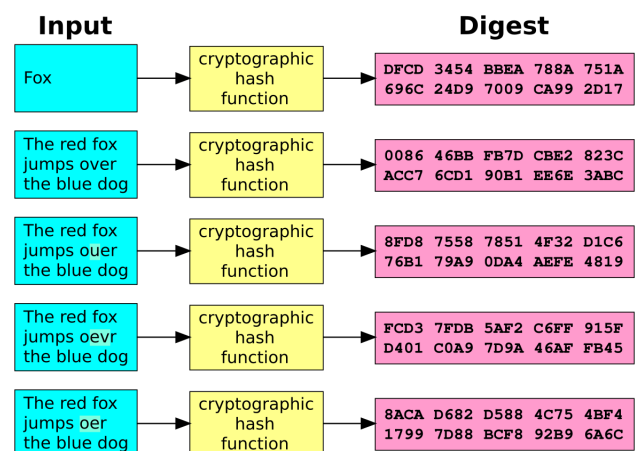 Input
Digest
Fox
cryptographic
hash
function
DFCD 3454 BBEA 788A 751A
696C 24D9 7009 CA99 2D17
The red fox
jumps over
the blue dog
cryptographic
hash
function
0086 46BB FB7D CBE2 823C
ACC7 6CD1 90B1 EE6E 3ABC
The red fox
jumps ouer
the blue dog
cryptographic
hash
function
8FD8 7558 7851 4F32 D1C6
76B1 79A9 0DA4 AEFE 4819
The red fox
jumps oevr
the blue dog
cryptographic
hash
function
FCD3 7FDB 5AF2 C6FF 915F
D401 C0A9 7D9A 46AF FB45
The red fox
jumps oer
the blue dog
cryptographic
hash
function
8ACA D682 D588 4C75 4BF4
1799 7D88 BCF8 92B9 6A6C